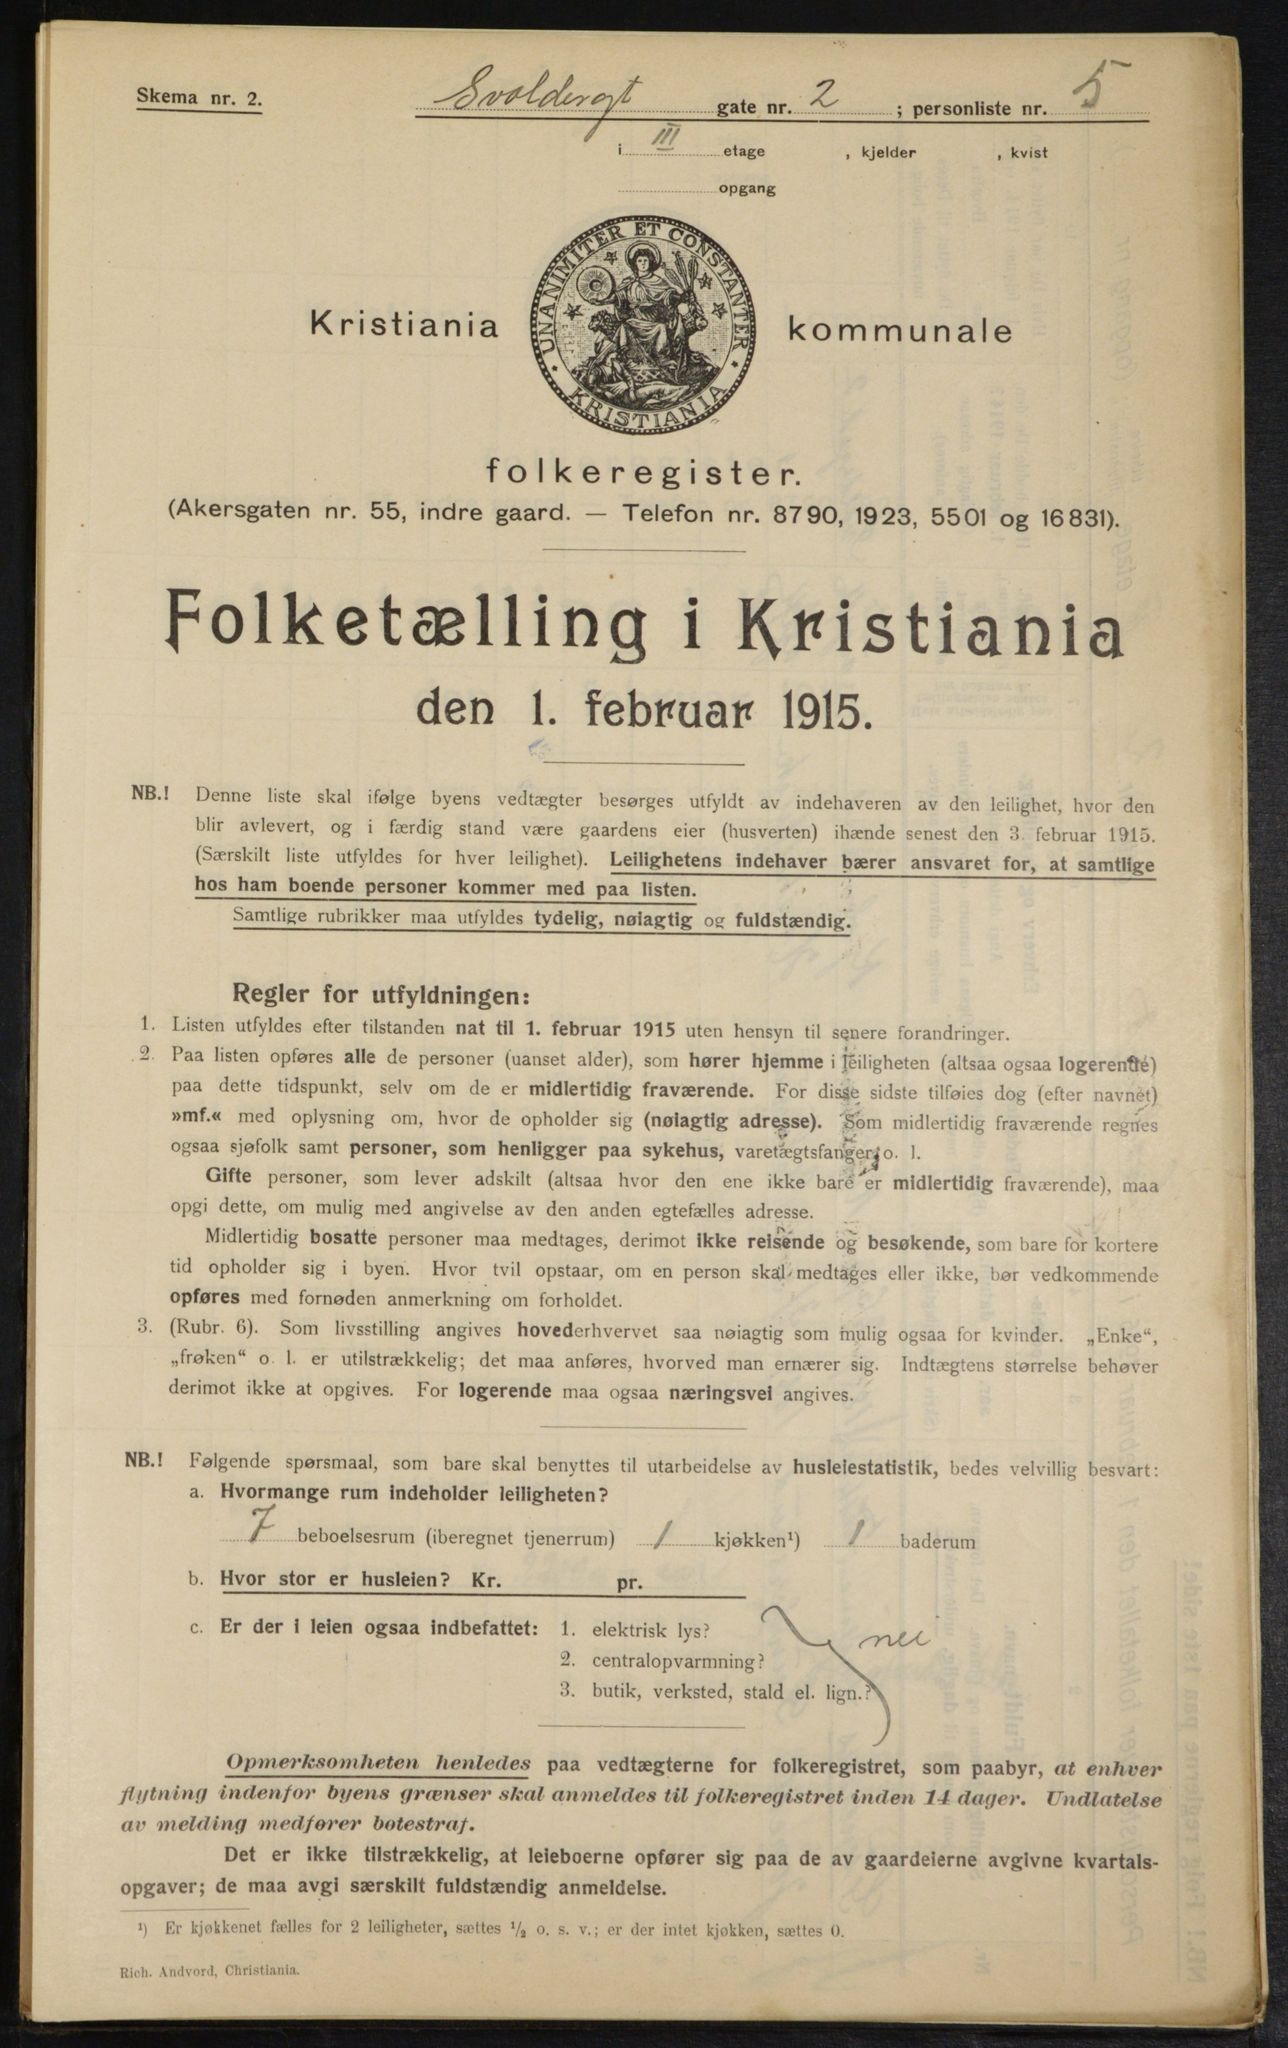 Skema nr. 2.
Svoldergt gate nr. 2 ; personliste nr. 5
i III etage , kjelder , kvist
opgang
UNANIMITER ET CONSTANTER
KRISTIANIA
Kristiania kommunale
folkeregister.
(Akersgaten nr. 55, indre gaard. — Telefon nr. 8790, 1923, 5501 og 16831).
Folketælling i Kristiania
den 1. februar 1915.
NB.! Denne liste skal ifølge byens vedtægter besørges utfyldt av indehaveren av den leilighet, hvor den
blir avlevert, og i færdig stand være gaardens eier (husverten) ihænde senest den 3. februar 1915.
(Særskilt liste utfyldes for hver leilighet). Leilighetens indehaver bærer ansvaret for, at samtlige
hos ham boende personer kommer med paa listen.
Samtlige rubrikker maa utfyldes tydelig, nøiagtig og fuldstændig.
Regler for utfyldningen:
1. Listen utfyldes efter tilstanden nat til 1. februar 1915 uten hensyn til senere forandringer.
2. Paa listen opføres alle de personer (uanset alder), som hører hjemme i leiligheten (altsaa ogsaa logerende)
paa dette tidspunkt, selv om de er midlertidig fraværende. For disse sidste tilføies dog (efter navnet)
»mf.« med oplysning om, hvor de opholder sig (nøiagtig adresse). Som midlertidig fraværende regnes
ogsaa sjøfolk samt personer, som henligger paa sykehus, varetægtsfanger o. l.
Gifte personer, som lever adskilt (altsaa hvor den ene ikke bare er midlertidig fraværende), maa
opgi dette, om mulig med angivelse av den anden egtefælles adresse.
Midlertidig bosatte personer maa medtages, derimot ikke reisende og besøkende, som bare for kortere
tid opholder sig i byen. Hvor tvil opstaar, om en person skal medtages eller ikke, bør vedkommende
opføres med fornøden anmerkning om forholdet.
3. (Rubr. 6). Som livsstilling angives hovederhvervet saa nøiagtig som mulig ogsaa for kvinder. „Enke“,
„frøken“ o. l. er utilstrækkelig; det maa anføres, hvorved man ernærer sig. Indtægtens størrelse behøver
derimot ikke at opgives. For logerende maa ogsaa næringsvei angives.
NB.! Følgende spørsmaal, som bare skal benyttes til utarbeidelse av husleiestatistik, bedes velvillig besvart:
a. Hvormange rum indeholder leiligheten?
7 beboelsesrum (iberegnet tjenerrum) 1 kjøkken¹) 1 baderum
b. Hvor stor er husleien? Kr. pr.
c. Er der i leien ogsaa indbefattet: 1. elektrisk lys?
nei
2. centralopvarmning?
3. butik, verksted, stald el. lign.?
Opmerksomheten henledes paa vedtægterne for folkeregistret, som paabyr, at enhver
flytning indenfor byens grænser skal anmeldes til folkeregistret inden 14 dager. Undlatelse
av melding medfører botestraf.
Det er ikke tilstrækkelig, at leieboerne opfører sig paa de av gaardeierne avgivne kvartals-
opgaver; de maa avgi særskilt fuldstændig anmeldelse.
¹) Er kjøkkenet fælles for 2 leiligheter, sættes ½ o. s. v.; er der intet kjøkken, sættes 0.
Rich. Andvord, Christiania.